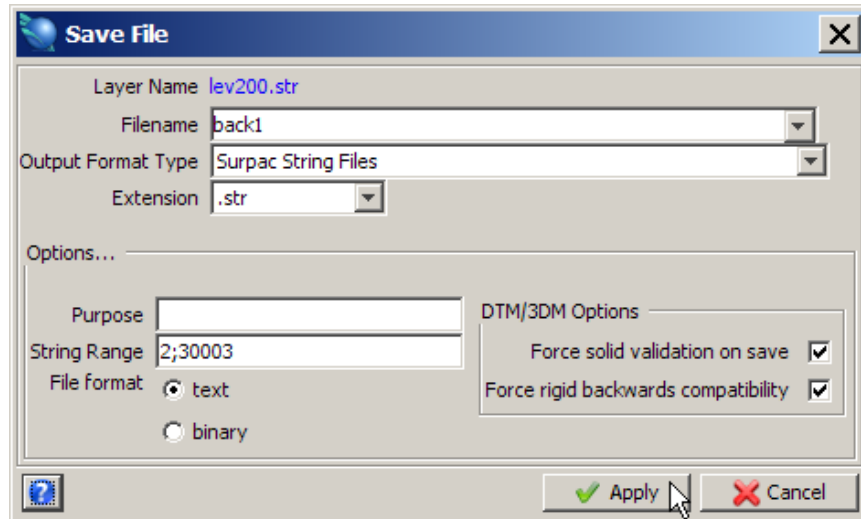 Save File
Layer Name lev200.str
Filename back1
Output Format Type Surpac String Files
Extension .str
Options...
Purpose
String Range 2;30003
File format text
binary
DTM/3DM Options
Force solid validation on save
Force rigid backwards compatibility
?
Apply
Cancel